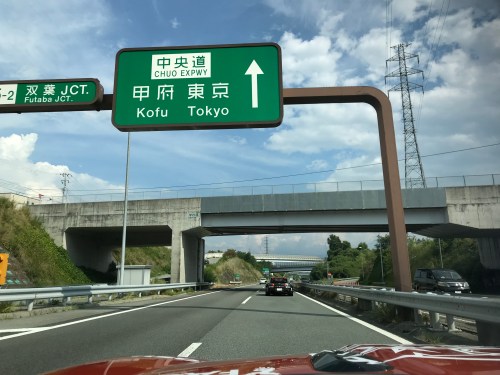 中央道
CHUO EXPWY
甲府 東京
Kofu Tokyo
-2 双葉 JCT.
Futaba JCT.